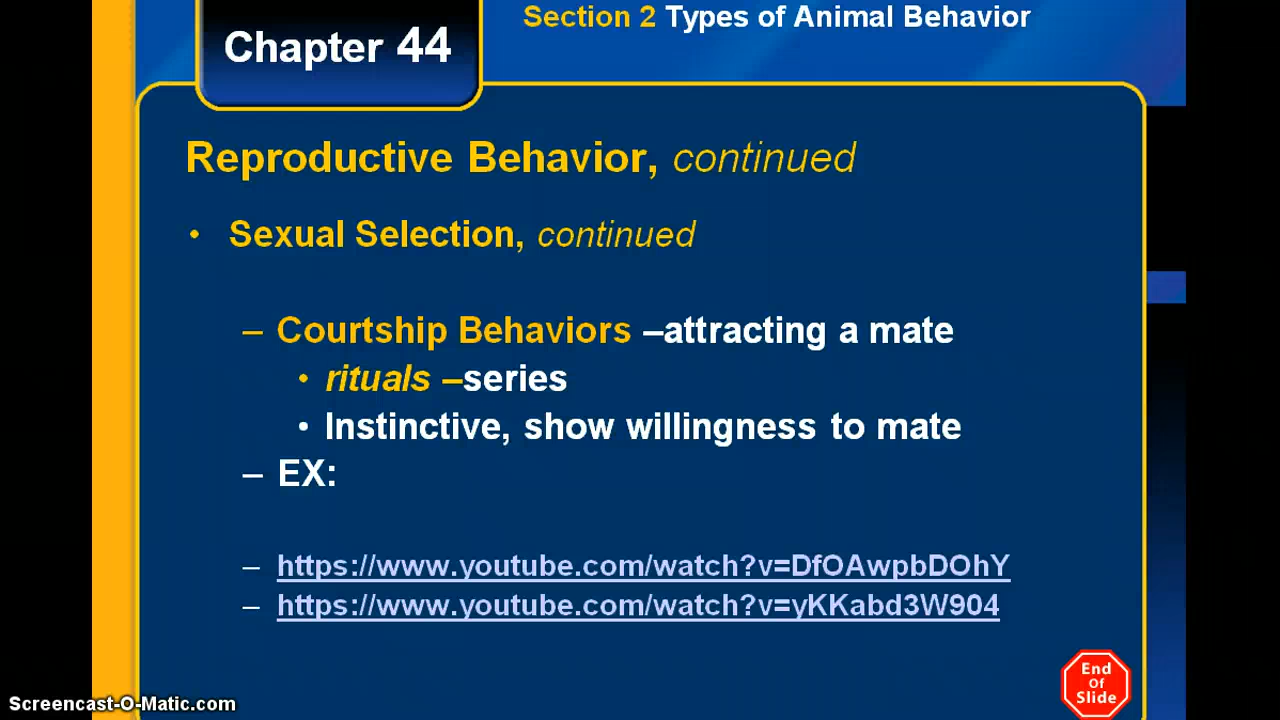 Section 2 Types of Animal Behavior
Chapter 44
Reproductive Behavior, continued
• Sexual Selection, continued
– Courtship Behaviors –attracting a mate
• rituals –series
• Instinctive, show willingness to mate
– EX:
– https://www.youtube.com/watch?v=DfOAwpbDOhY
– https://www.youtube.com/watch?v=yKKabd3W904
End
Of
Slide
Screencast-O-Matic.com